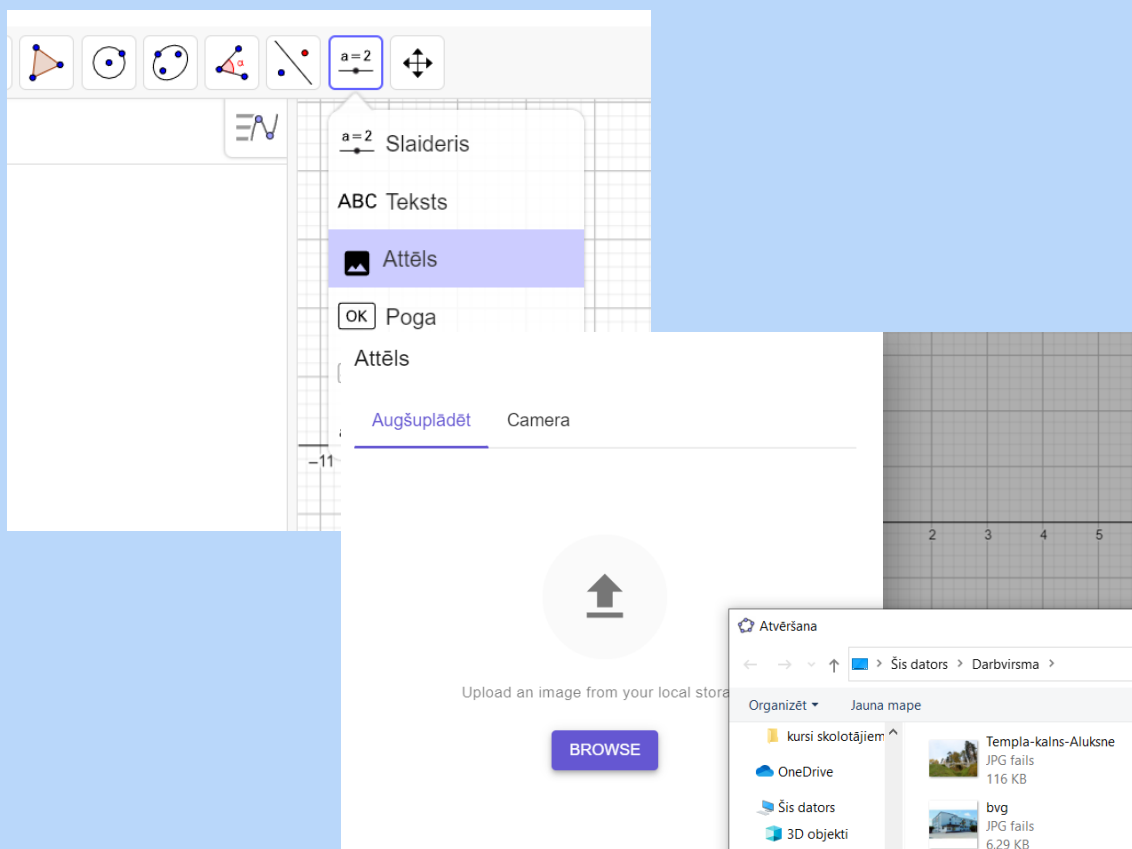 α
a=2
a=2 Slaideris
ABC Teksts
Attēls
OK Poga
−11
Attēls
Augšuplādēt Camera
Upload an image from your local stora
BROWSE
2 3 4 5
Atvēršana
Šis dators > Darbvirsma >
Organizēt Jauna mape
kursi skolotājiem
OneDrive
Šis dators
3D objekti
Templa-kalns-Aluksne
JPG fails
116 KB
bvg
JPG fails
6,29 KB